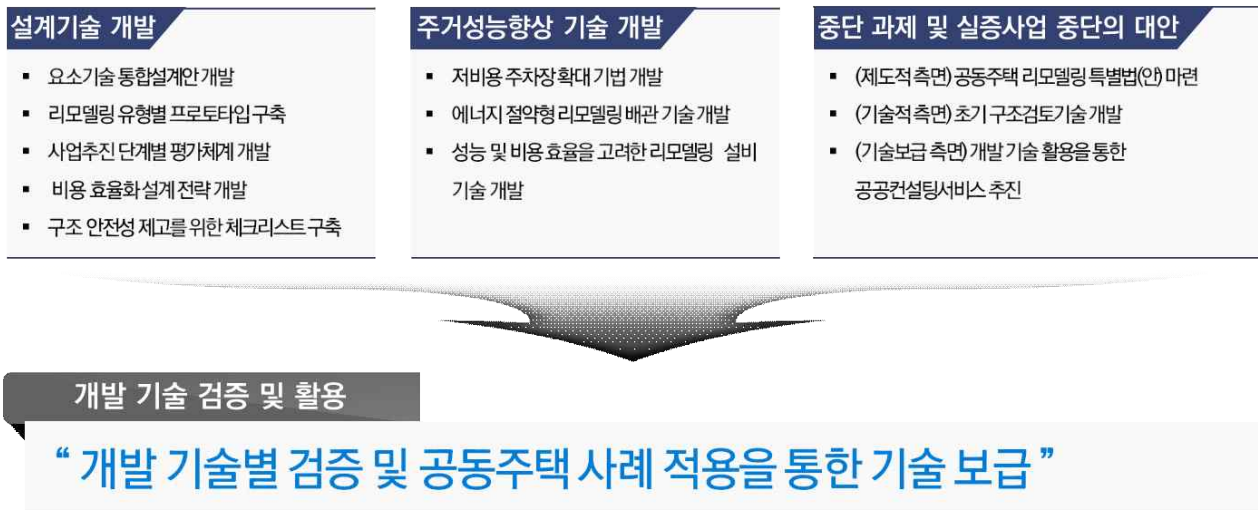 설계기술 개발
▪ 요소기술 통합설계안 개발
▪ 리모델링 유형별 프로토타입 구축
▪ 사업추진 단계별 평가체계 개발
▪ 비용 효율화 설계 전략 개발
▪ 구조 안전성 제고를 위한 체크리스트 구축
주거성능향상 기술 개발
▪ 저비용 주차장 확대 기법 개발
▪ 에너지 절약형 리모델링 배관 기술 개발
▪ 성능 및 비용 효율을 고려한 리모델링 설비
기술 개발
중단 과제 및 실증사업 중단의 대안
▪ (제도적 측면) 공동주택 리모델링 특별법(안) 마련
▪ (기술적 측면) 초기 구조검토기술 개발
▪ (기술보급 측면) 개발 기술 활용을 통한
공공컨설팅서비스 추진
개발 기술 검증 및 활용
“ 개발 기술별 검증 및 공동주택 사례 적용을 통한 기술 보급 ”